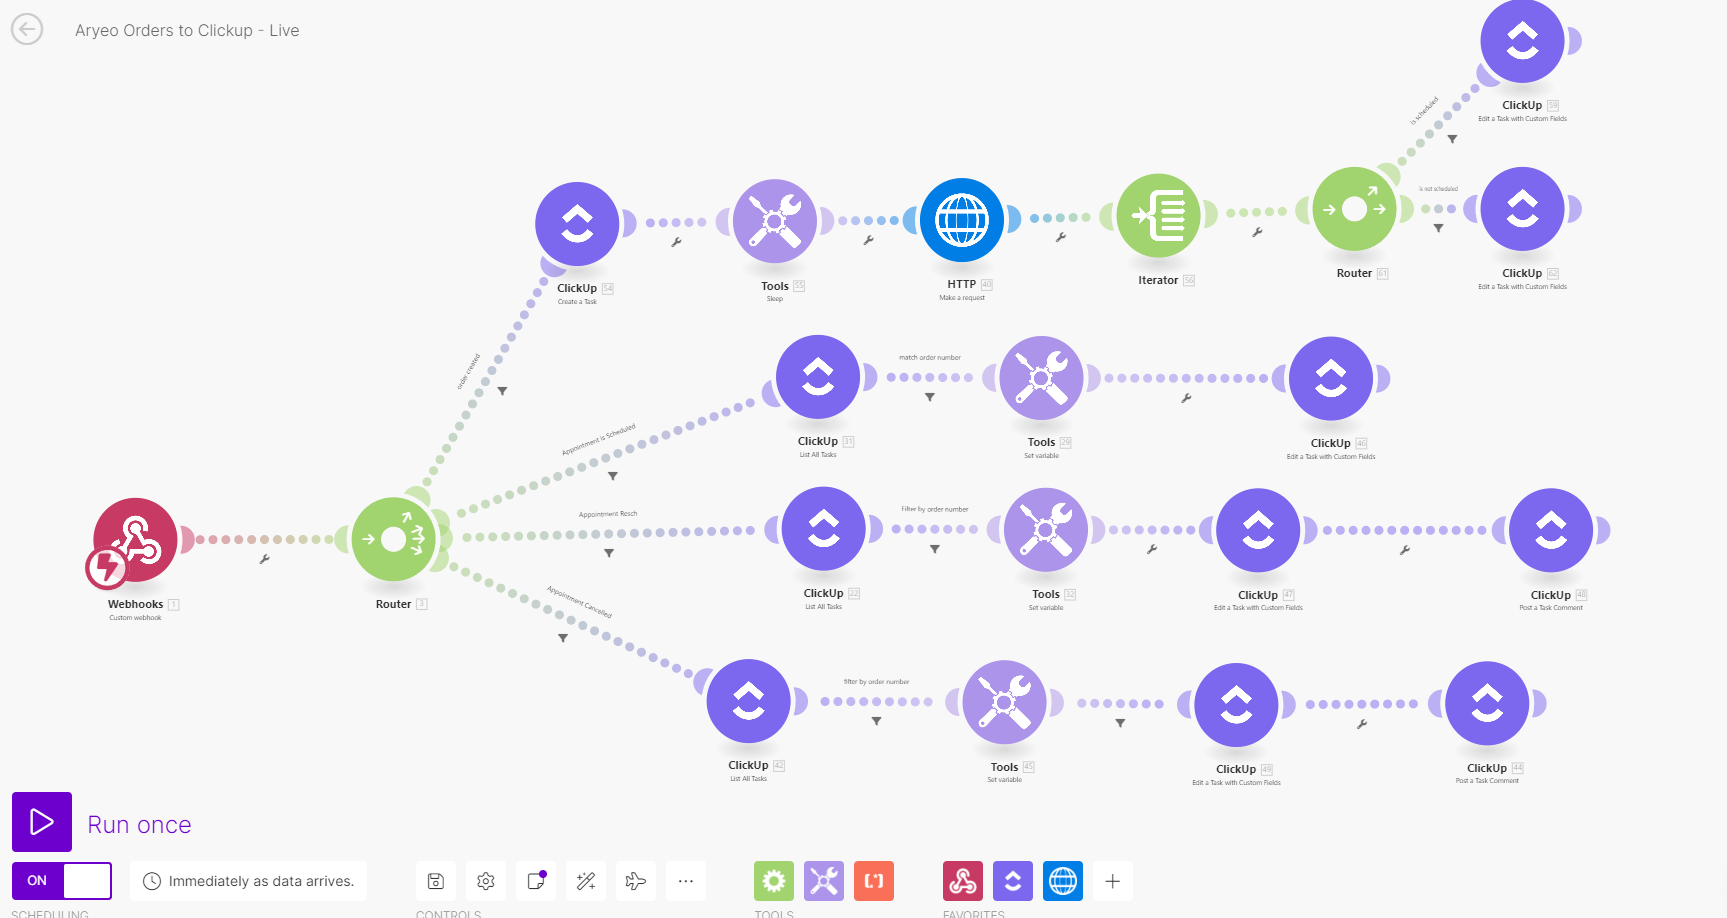 Aryeo Orders to Clickup - Live
ClickUp 59
Edit a Task with Custom Fields
is scheduled
is not scheduled
ClickUp 54
Create a Task
Tools 55
Sleep
HTTP 40
Make a request
Iterator 56
Router 61
ClickUp 62
Edit a Task with Custom Fields
order created
match order number
ClickUp 31
List All Tasks
Tools 29
Set variable
ClickUp 46
Edit a Task with Custom Fields
Appointment is Scheduled
Appointment Resch
Filter by order number
Webhooks 1
Custom webhook
Router 3
ClickUp 22
List All Tasks
Tools 32
Set variable
ClickUp 47
Edit a Task with Custom Fields
ClickUp 48
Post a Task Comment
Appointment Cancelled
filter by order number
ClickUp 42
List All Tasks
Tools 45
Set variable
ClickUp 49
Edit a Task with Custom Fields
ClickUp 44
Post a Task Comment
Run once
ON
Immediately as data arrives.
...
[.*]
SCHEDULING
CONTROLS
TOOLS
FAVORITES